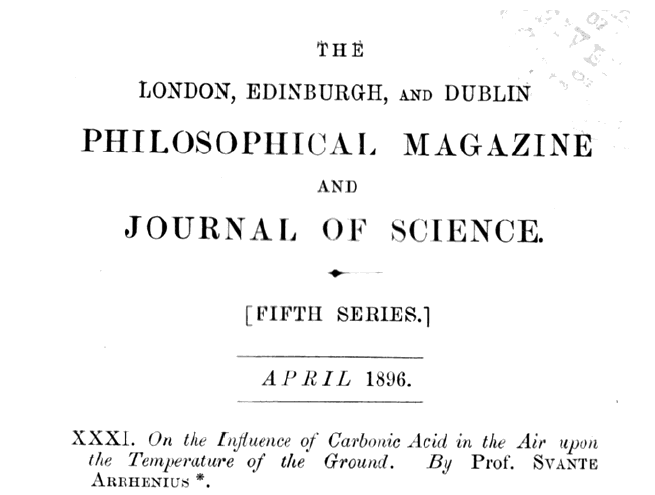 THE
LONDON, EDINBURGH, AND DUBLIN
PHILOSOPHICAL MAGAZINE
AND
JOURNAL OF SCIENCE.
[FIFTH SERIES.]
APRIL 1896.
XXXI. On the Influence of Carbonic Acid in the Air upon
the Temperature of the Ground. By Prof. SVANTE
ARRHENIUS *.